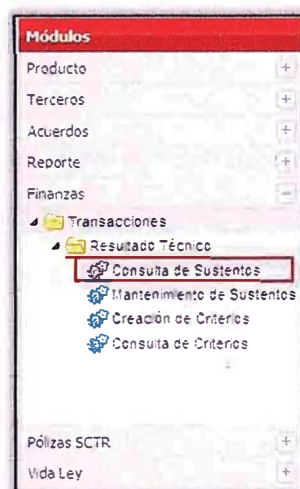 Módulos
Producto
Terceros
Acuerdos
Reporte
Finanzas
Transacciones
Resultado Técnico
Consulta de Sustentos
Mantenimiento de Sustentos
Creación de Criterios
Consulta de Criterios
Pólizas SCTR
Vida Ley